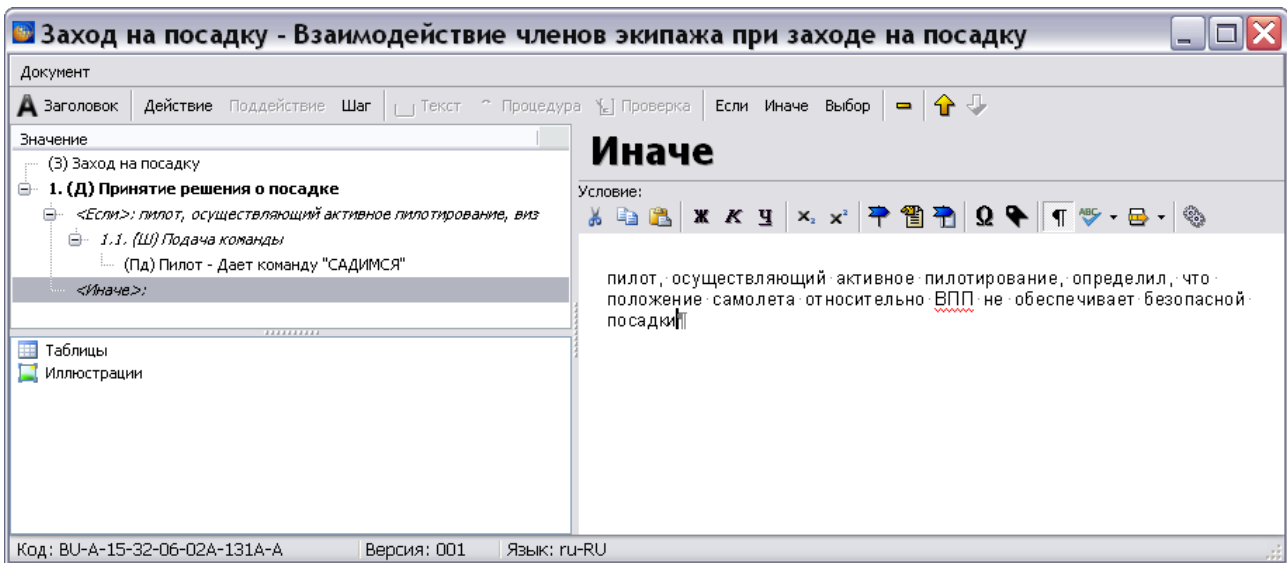 Заход на посадку - Взаимодействие членов экипажа при заходе на посадку
Документ
A Заголовок Действие Поддействие Шаг Текст Процедура Проверка Если Иначе Выбор
Значение
(З) Заход на посадку
1. (Д) Принятие решения о посадке
<Если>: пилот, осуществляющий активное пилотирование, виз
1.1. (Ш) Подача команды
(Пд) Пилот - Дает команду "САДИМСЯ"
<Иначе>:
Таблицы
Иллюстрации
Иначе
Условие:
Ж К Ч x₂ x² Ω ¶ ABC
пилот, осуществляющий активное пилотирование, определил, что
положение самолета относительно ВПП не обеспечивает безопасной
посадки¶
Код: BU-A-15-32-06-02A-131A-A Версия: 001 Язык: ru-RU